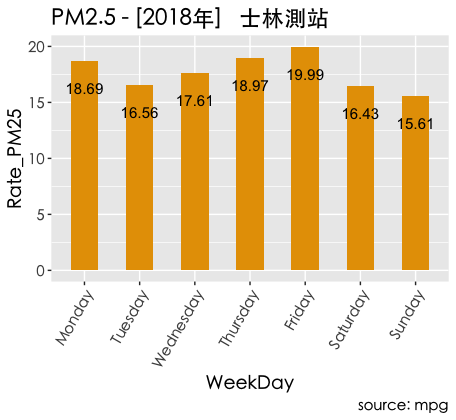 PM2.5 - [2018年] 士林測站
Rate_PM25
20
15
10
5
0
18.69
16.56
17.61
18.97
19.99
16.43
15.61
Monday
Tuesday
Wednesday
Thursday
Friday
Saturday
Sunday
WeekDay
source: mpg